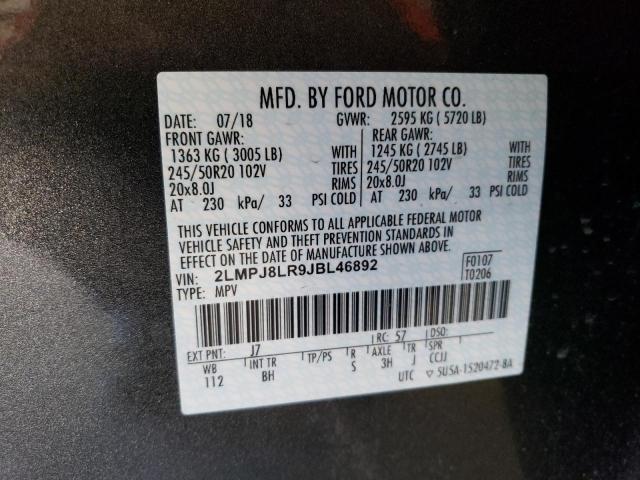 MFD. BY FORD MOTOR CO.
DATE: 07/18 GVWR: 2595 KG ( 5720 LB)
FRONT GAWR: REAR GAWR:
1363 KG ( 3005 LB) WITH 1245 KG ( 2745 LB) WITH
245/50R20 102V TIRES 245/50R20 102V TIRES
20x8.0J RIMS 20x8.0J RIMS
AT 230 kPa/ 33 PSI COLD AT 230 kPa/ 33 PSI COLD
THIS VEHICLE CONFORMS TO ALL APPLICABLE FEDERAL MOTOR
VEHICLE SAFETY AND THEFT PREVENTION STANDARDS IN
EFFECT ON THE DATE OF MANUFACTURE SHOWN ABOVE.
VIN: 2LMPJ8LR9JBL46892 F0107
TYPE: MPV T0206
EXT PNT: J7 RC: 57 DSO:
WB INT TR TP/PS R AXLE TR SPR
112 BH S 3H J CCJJ
UTC ▽ 5U5A-1520472-BA